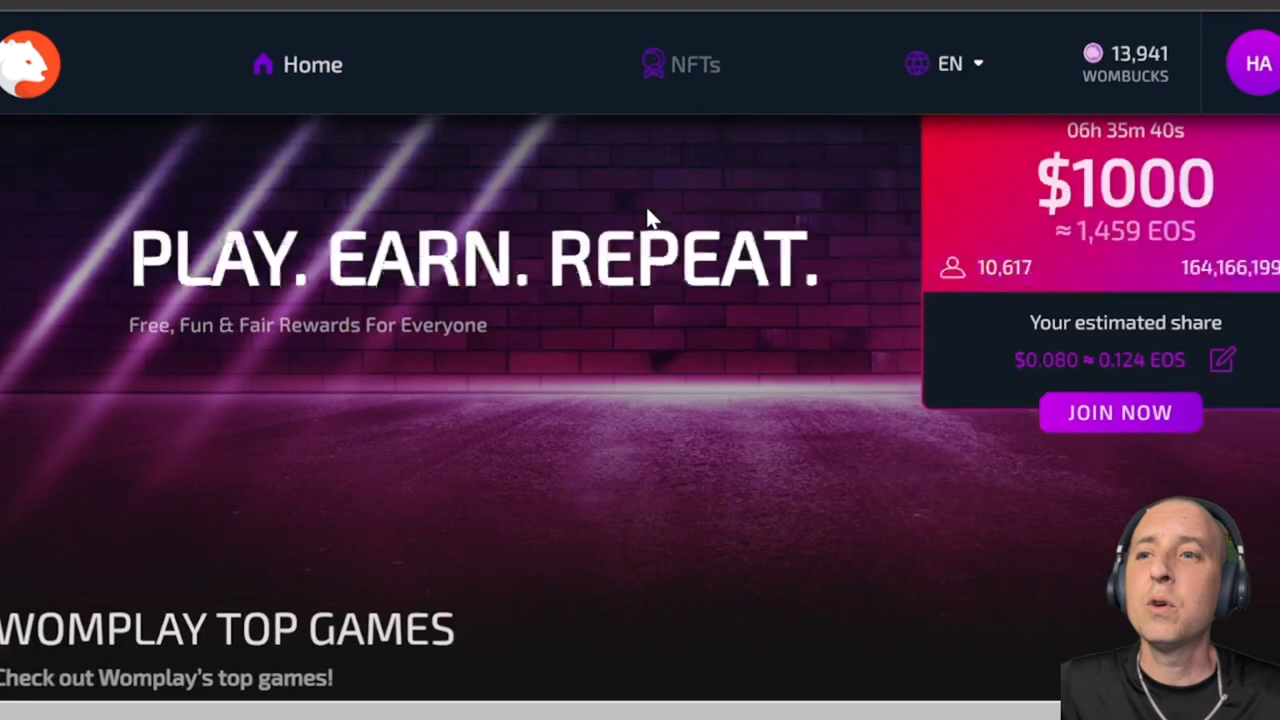 Home
NFTs
EN
13,941
WOMBUCKS
HA
06h 35m 40s
$1000
≈ 1,459 EOS
10,617
164,166,199
PLAY. EARN. REPEAT.
Free, Fun & Fair Rewards For Everyone
Your estimated share
$0.080 ≈ 0.124 EOS
JOIN NOW
WOMPLAY TOP GAMES
Check out Womplay's top games!